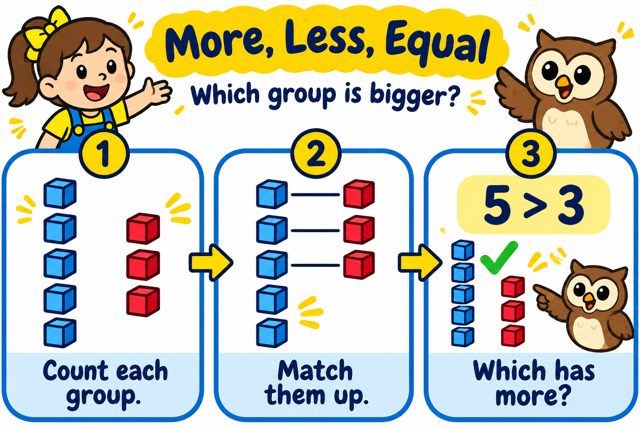 More, Less, Equal
Which group is bigger?
1
2
3
5 > 3
Count each
group.
Match
them up.
Which has
more?